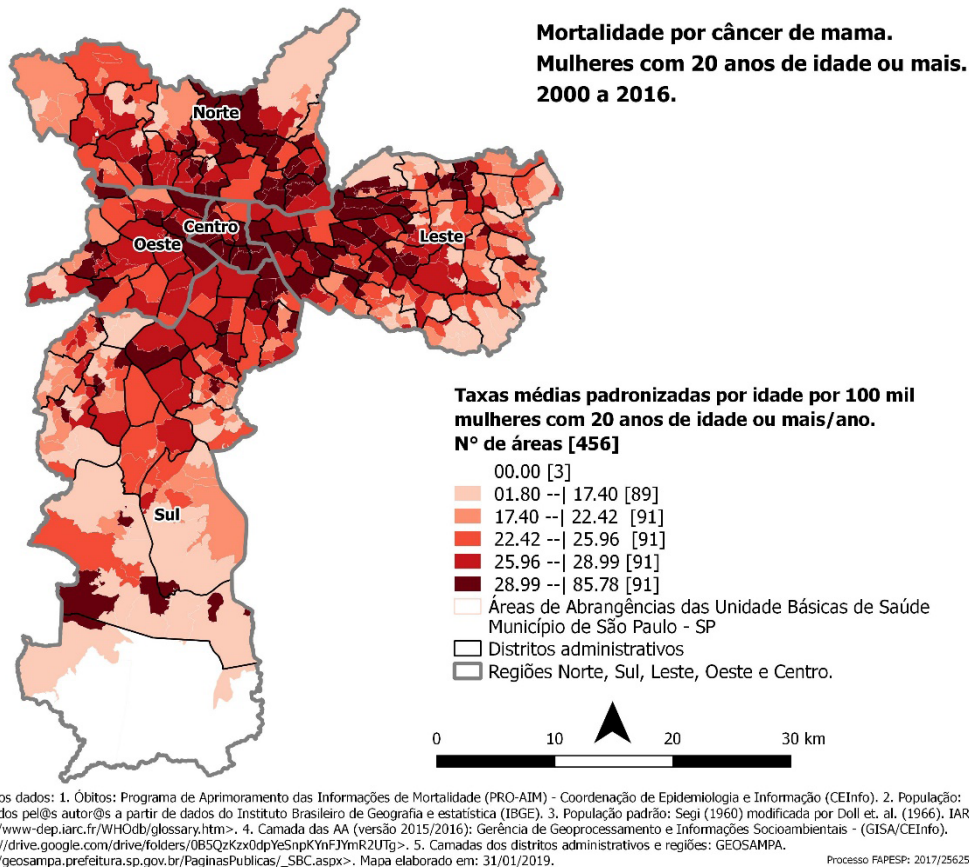 Mortalidade por câncer de mama.
Mulheres com 20 anos de idade ou mais.
2000 a 2016.
Norte
Centro
Oeste
Leste
Sul
Taxas médias padronizadas por idade por 100 mil
mulheres com 20 anos de idade ou mais/ano.
N° de áreas [456]
00.00 [3]
01.80 --| 17.40 [89]
17.40 --| 22.42 [91]
22.42 --| 25.96 [91]
25.96 --| 28.99 [91]
28.99 --| 85.78 [91]
Áreas de Abrangências das Unidade Básicas de Saúde
Município de São Paulo - SP
Distritos administrativos
Regiões Norte, Sul, Leste, Oeste e Centro.
0 10 20 30 km
os dados: 1. Óbitos: Programa de Aprimoramento das Informações de Mortalidade (PRO-AIM) - Coordenação de Epidemiologia e Informação (CEInfo). 2. População:
dos pel@s autor@s a partir de dados do Instituto Brasileiro de Geografia e estatística (IBGE). 3. População padrão: Segi (1960) modificada por Doll et. al. (1966). IAR
/www-dep.iarc.fr/WHOdb/glossary.htm>. 4. Camada das AA (versão 2015/2016): Gerência de Geoprocessamento e Informações Socioambientais - (GISA/CEInfo).
//drive.google.com/drive/folders/0B5QzKzx0dpYeSnpKYnFJYmR2UTg>. 5. Camadas dos distritos administrativos e regiões: GEOSAMPA.
/geosampa.prefeitura.sp.gov.br/PaginasPublicas/_SBC.aspx>. Mapa elaborado em: 31/01/2019.
Processo FAPESP: 2017/25665